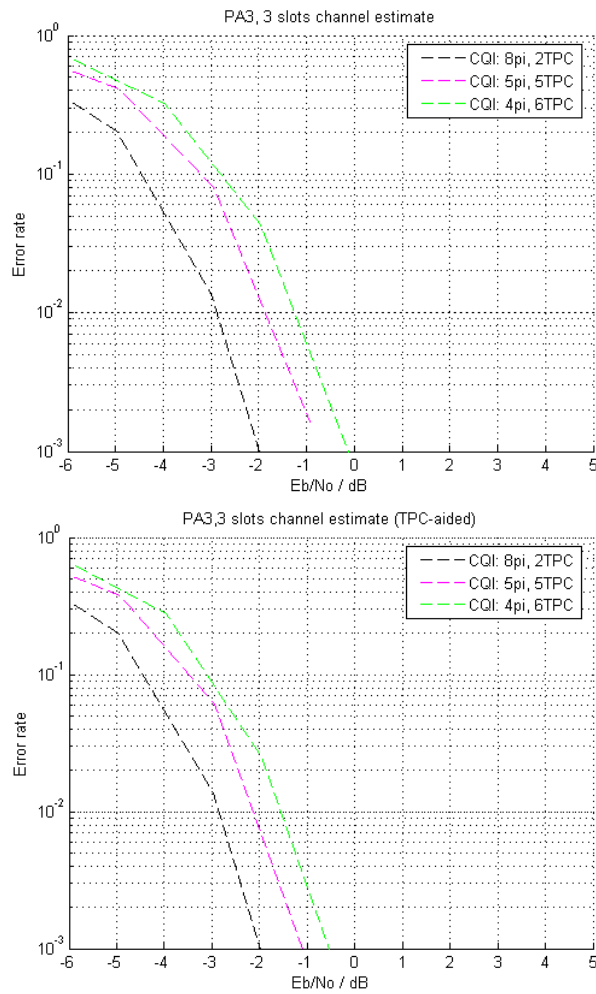 PA3, 3 slots channel estimate
10^0
10^-1
10^-2
10^-3
Error rate
CQI: 8pi, 2TPC
CQI: 5pi, 5TPC
CQI: 4pi, 6TPC
-6 -5 -4 -3 -2 -1 0 1 2 3 4 5
Eb/No / dB
PA3,3 slots channel estimate (TPC-aided)
10^0
10^-1
10^-2
10^-3
Error rate
CQI: 8pi, 2TPC
CQI: 5pi, 5TPC
CQI: 4pi, 6TPC
-6 -5 -4 -3 -2 -1 0 1 2 3 4 5
Eb/No / dB